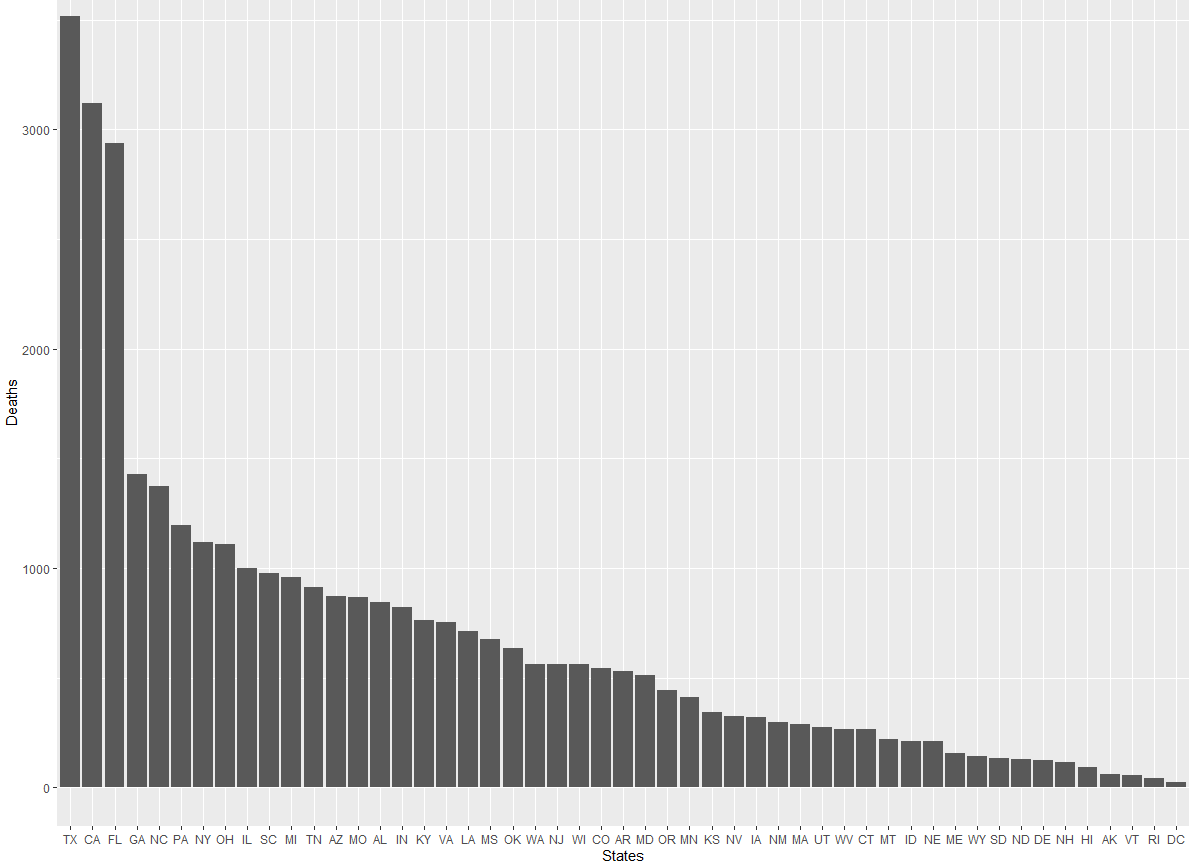 Deaths
3000
2000
1000
0
TX CA FL GA NC PA NY OH IL SC MI TN AZ MO AL IN KY VA LA MS OK WA NJ WI CO AR MD OR MN KS NV IA NM MA UT WV CT MT ID NE ME WY SD ND DE NH HI AK VT RI DC
States